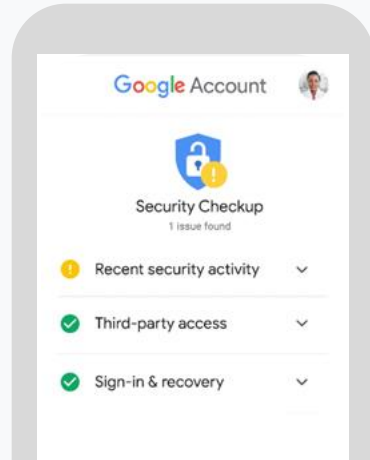 Google Account
Security Checkup
1 issue found
Recent security activity
Third-party access
Sign-in & recovery